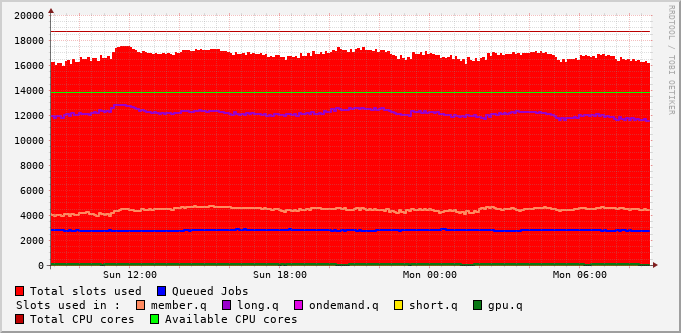 20000
18000
16000
14000
12000
10000
8000
6000
4000
2000
0
Sun 12:00 Sun 18:00 Mon 00:00 Mon 06:00
Total slots used Queued Jobs
Slots used in : member.q long.q ondemand.q short.q gpu.q
Total CPU cores Available CPU cores
RRDTOOL / TOBI OETIKER